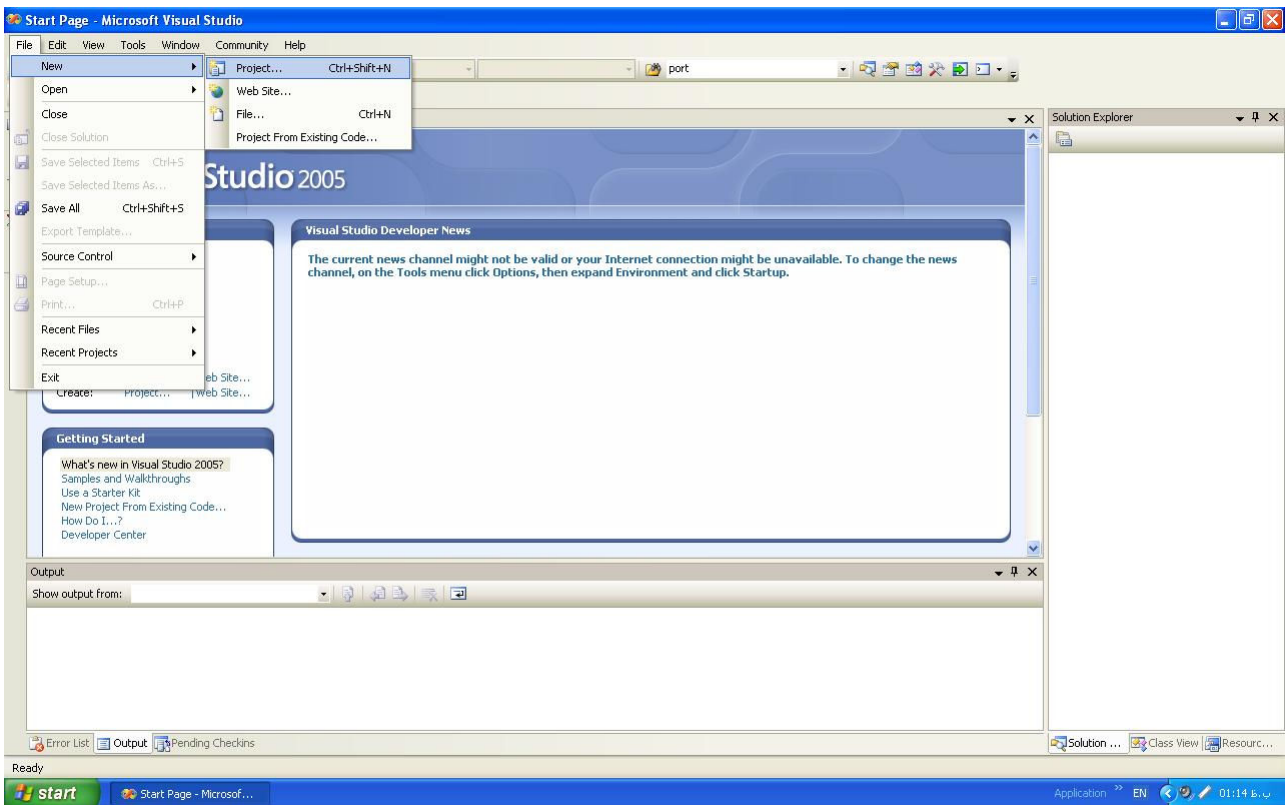 Start Page - Microsoft Visual Studio
File Edit View Tools Window Community Help
New
Open
Close
Close Solution
Save Selected Items Ctrl+S
Save Selected Items As...
Save All Ctrl+Shift+S
Export Template...
Source Control
Page Setup...
Print... Ctrl+P
Recent Files
Recent Projects
Exit
Project... Ctrl+Shift+N
Web Site...
File... Ctrl+N
Project From Existing Code...
port
Studio 2005
eb Site...
Create: Project... | Web Site...
Getting Started
What's new in Visual Studio 2005?
Samples and Walkthroughs
Use a Starter Kit
New Project From Existing Code...
How Do I...?
Developer Center
Visual Studio Developer News
The current news channel might not be valid or your Internet connection might be unavailable. To change the news
channel, on the Tools menu click Options, then expand Environment and click Startup.
Solution Explorer
Output
Show output from:
Error List Output Pending Checkins
Solution ... Class View Resourc...
Ready
start Start Page - Microsof... Application » EN 01:14 ب.ظ